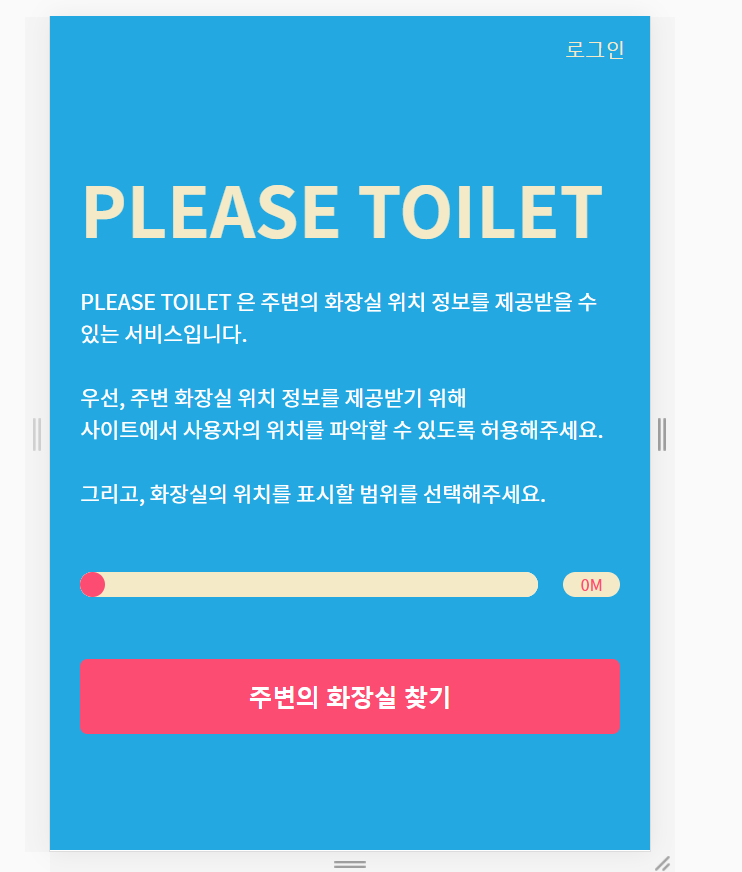 로그인
PLEASE TOILET
PLEASE TOILET 은 주변의 화장실 위치 정보를 제공받을 수
있는 서비스입니다.
우선, 주변 화장실 위치 정보를 제공받기 위해
사이트에서 사용자의 위치를 파악할 수 있도록 허용해주세요.
그리고, 화장실의 위치를 표시할 범위를 선택해주세요.
0M
주변의 화장실 찾기